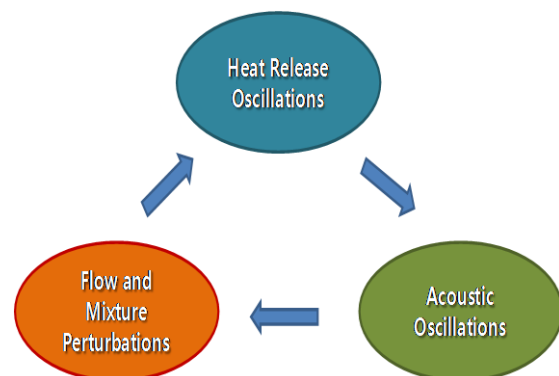 Heat Release
Oscillations
Flow and
Mixture
Perturbations
Acoustic
Oscillations